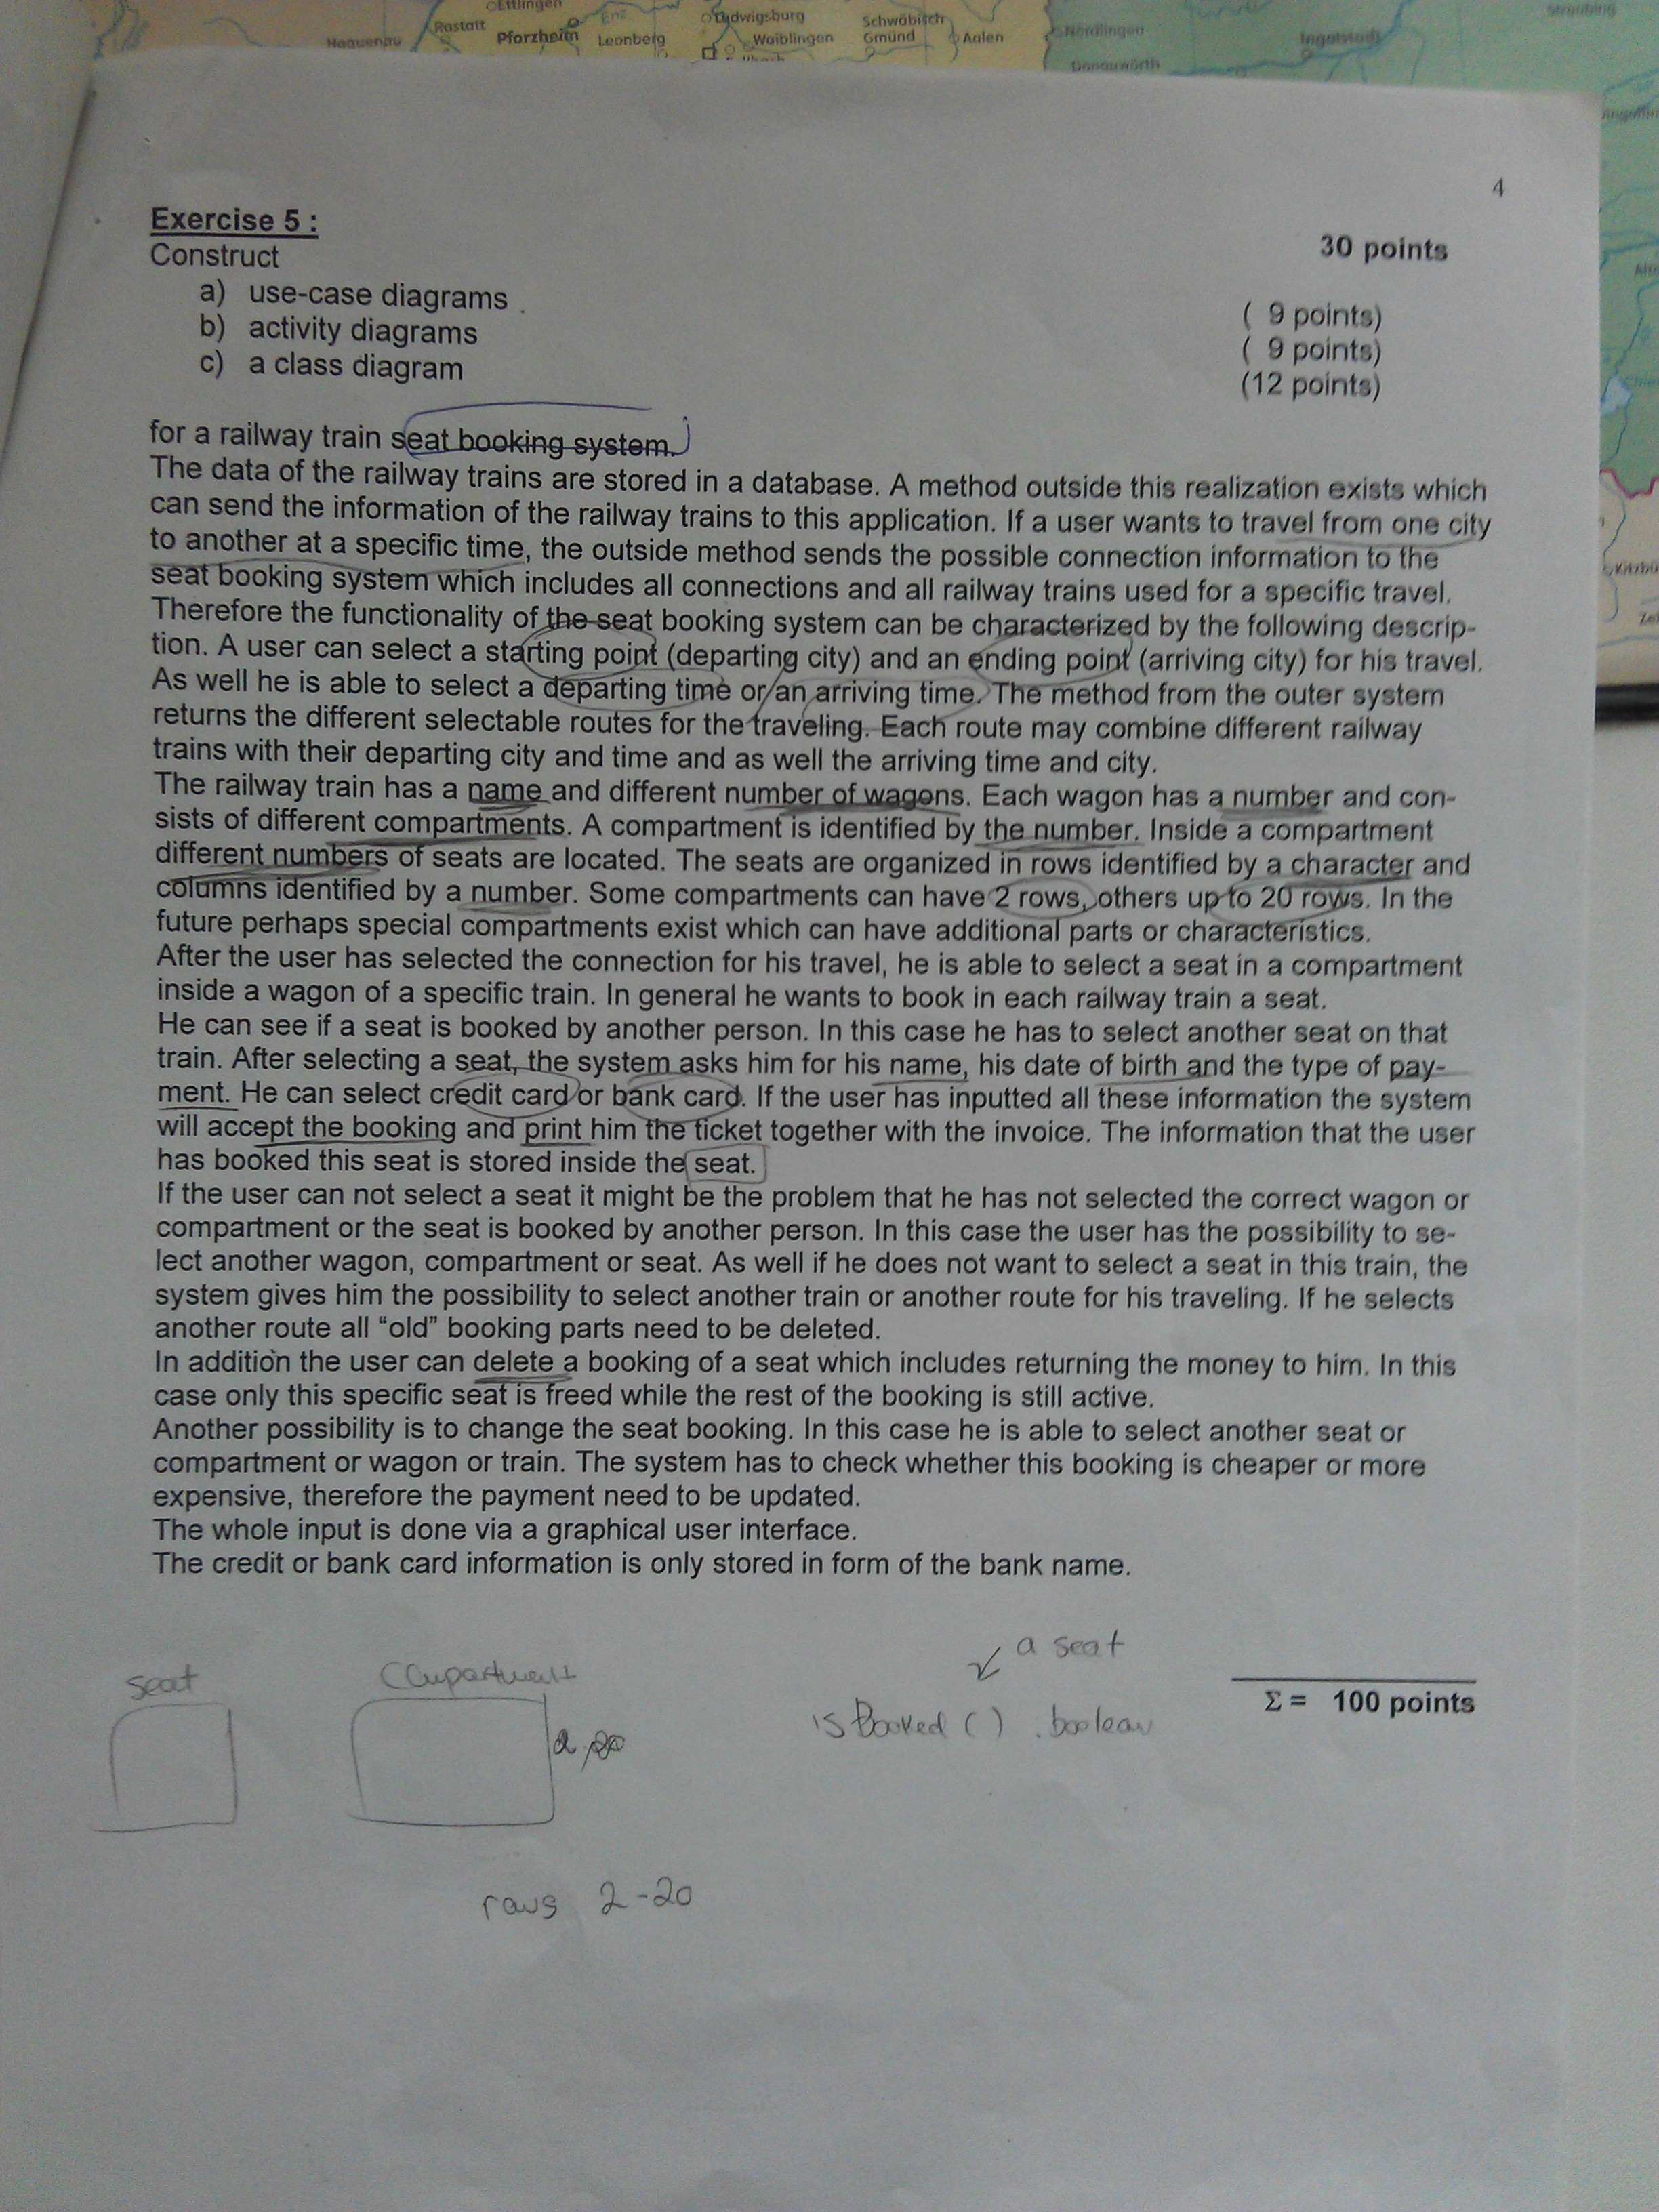 Ettlingen
Rastatt
Pforzheim
Enz
Leonberg
Ludwigsburg
Waiblingen
Schwäbisch
Gmünd
Aalen
Nördlingen
Donauwörth
Ingolstadt
Straubing
Haguenau
4
Exercise 5 :
30 points
Construct
a) use-case diagrams ( 9 points)
b) activity diagrams ( 9 points)
c) a class diagram (12 points)
for a railway train seat booking system.
The data of the railway trains are stored in a database. A method outside this realization exists which
can send the information of the railway trains to this application. If a user wants to travel from one city
to another at a specific time, the outside method sends the possible connection information to the
seat booking system which includes all connections and all railway trains used for a specific travel.
Therefore the functionality of the seat booking system can be characterized by the following descrip-
tion. A user can select a starting point (departing city) and an ending point (arriving city) for his travel.
As well he is able to select a departing time or an arriving time. The method from the outer system
returns the different selectable routes for the traveling. Each route may combine different railway
trains with their departing city and time and as well the arriving time and city.
The railway train has a name and different number of wagons. Each wagon has a number and con-
sists of different compartments. A compartment is identified by the number. Inside a compartment
different numbers of seats are located. The seats are organized in rows identified by a character and
columns identified by a number. Some compartments can have 2 rows, others up to 20 rows. In the
future perhaps special compartments exist which can have additional parts or characteristics.
After the user has selected the connection for his travel, he is able to select a seat in a compartment
inside a wagon of a specific train. In general he wants to book in each railway train a seat.
He can see if a seat is booked by another person. In this case he has to select another seat on that
train. After selecting a seat, the system asks him for his name, his date of birth and the type of pay-
ment. He can select credit card or bank card. If the user has inputted all these information the system
will accept the booking and print him the ticket together with the invoice. The information that the user
has booked this seat is stored inside the seat.
If the user can not select a seat it might be the problem that he has not selected the correct wagon or
compartment or the seat is booked by another person. In this case the user has the possibility to se-
lect another wagon, compartment or seat. As well if he does not want to select a seat in this train, the
system gives him the possibility to select another train or another route for his traveling. If he selects
another route all “old” booking parts need to be deleted.
In addition the user can delete a booking of a seat which includes returning the money to him. In this
case only this specific seat is freed while the rest of the booking is still active.
Another possibility is to change the seat booking. In this case he is able to select another seat or
compartment or wagon or train. The system has to check whether this booking is cheaper or more
expensive, therefore the payment need to be updated.
The whole input is done via a graphical user interface.
The credit or bank card information is only stored in form of the bank name.
a seat
seat
Compartment
Σ = 100 points
isBooked ( ) . boolean
rows 2-20